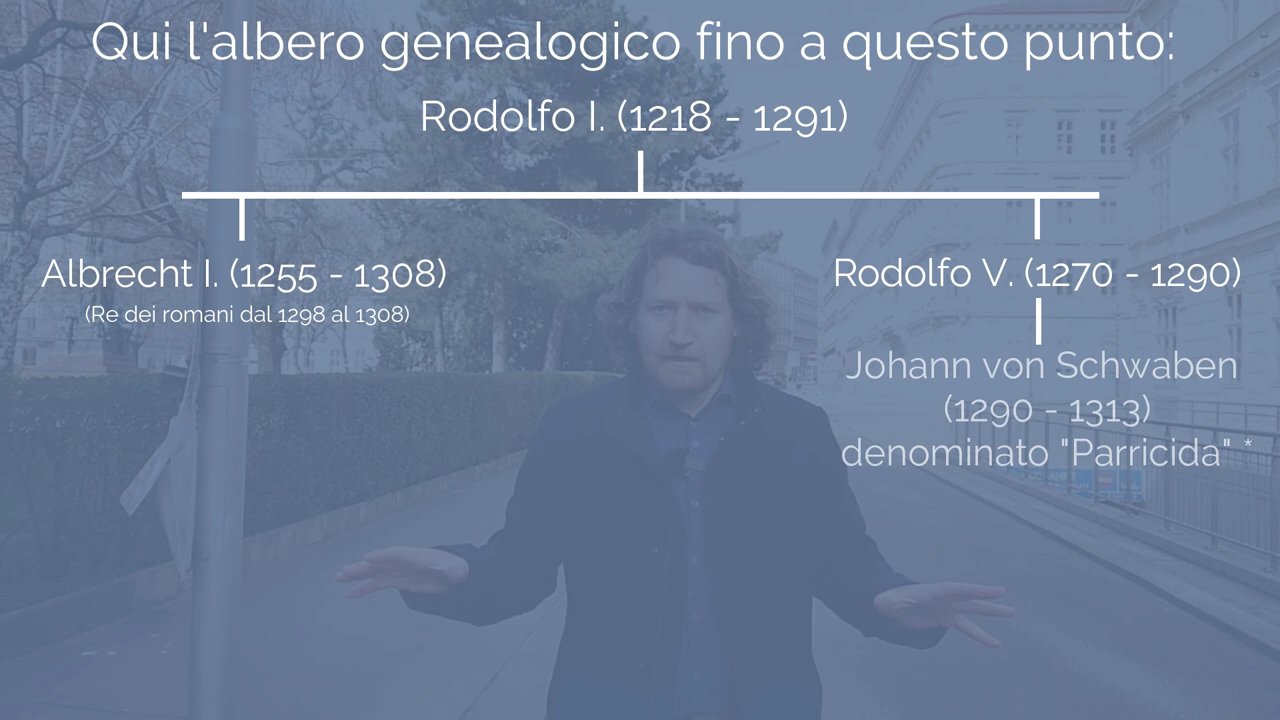 Qui l'albero genealogico fino a questo punto:
Rodolfo I. (1218 - 1291)
Albrecht I. (1255 - 1308)
(Re dei romani dal 1298 al 1308)
Rodolfo V. (1270 - 1290)
Johann von Schwaben
(1290 - 1313)
denominato "Parricida" *